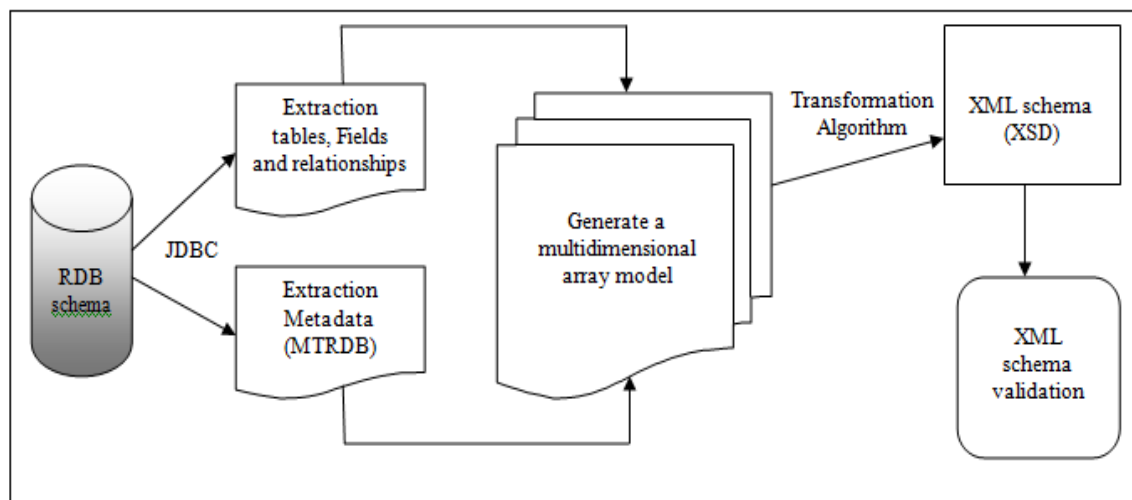 RDB
schema
JDBC
Extraction
tables, Fields
and relationships
Extraction
Metadata
(MTRDB)
Generate a
multidimensional
array model
Transformation
Algorithm
XML schema
(XSD)
XML
schema
validation